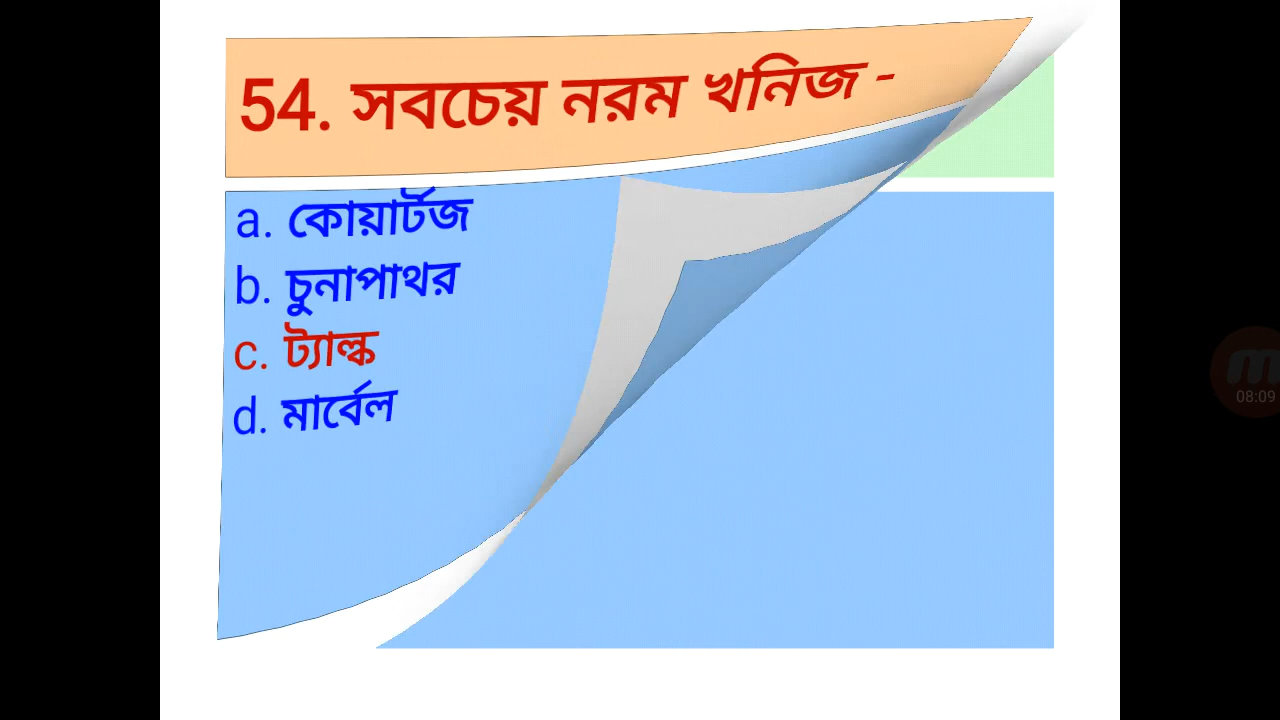 54. সবচেয় নরম খনিজ -
a. কোয়ার্টজ
b. চুনাপাথর
c. ট্যাল্ক
d. মার্বেল
08:09